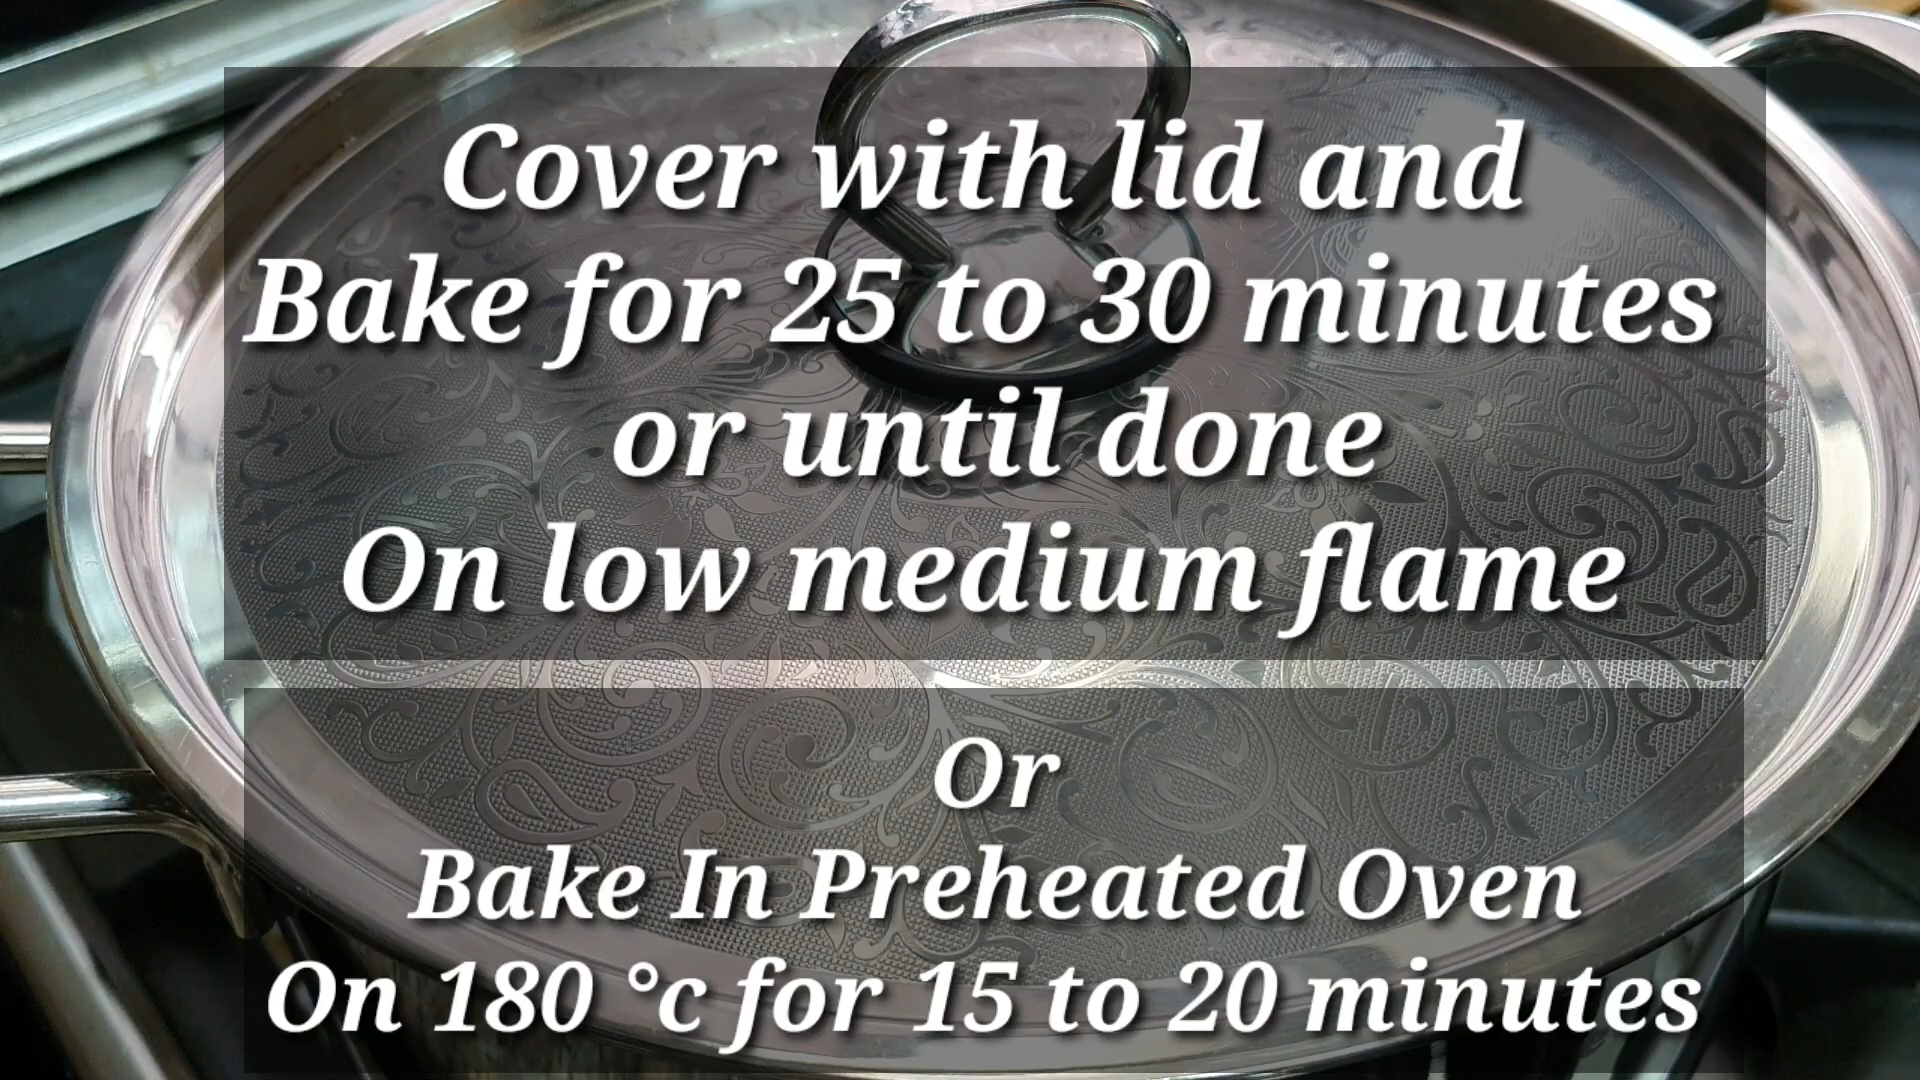 Cover with lid and
Bake for 25 to 30 minutes
or until done
On low medium flame
Or
Bake In Preheated Oven
On 180 °c for 15 to 20 minutes